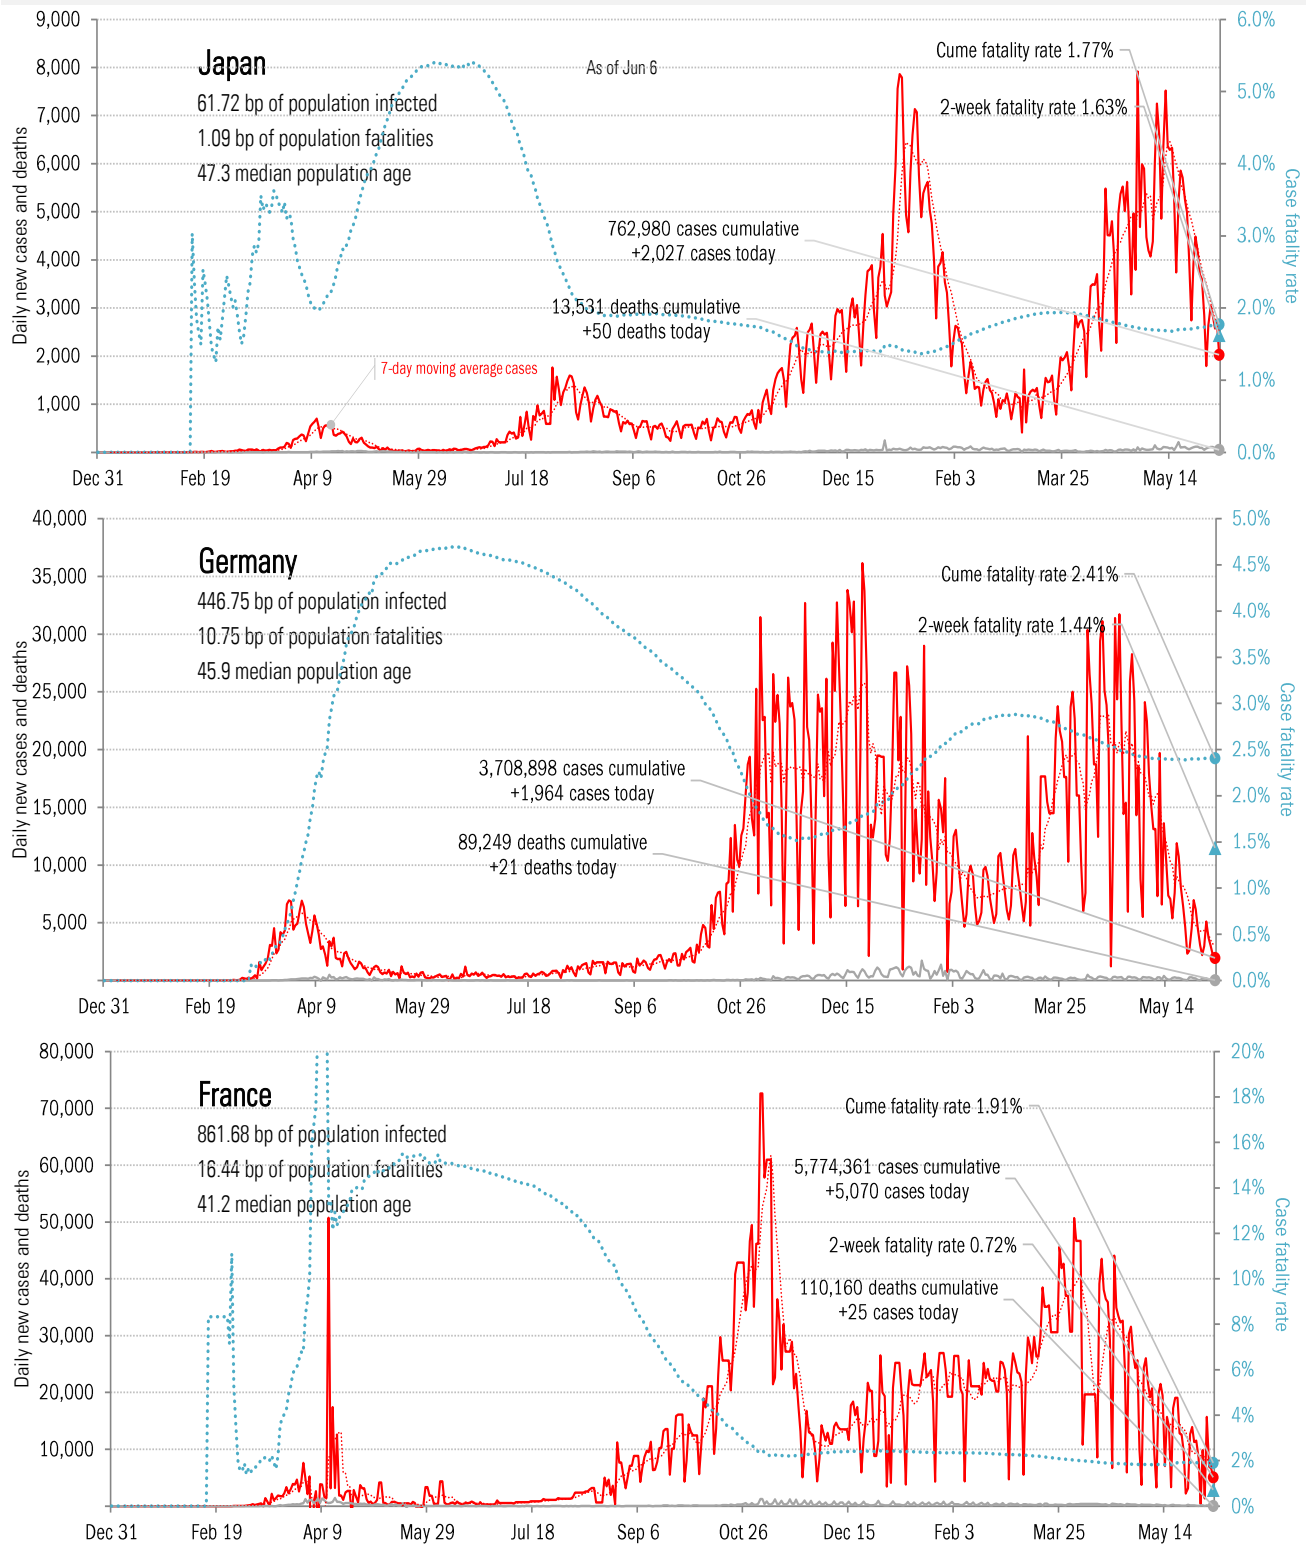 9,000
8,000
7,000
6,000
5,000
4,000
3,000
2,000
1,000
Daily new cases and deaths
Japan
61.72 bp of population infected
1.09 bp of population fatalities
47.3 median population age
As of Jun 6
Cume fatality rate 1.77%
2-week fatality rate 1.63%
762,980 cases cumulative
+2,027 cases today
13,531 deaths cumulative
+50 deaths today
7-day moving average cases
6.0%
5.0%
4.0%
3.0%
2.0%
1.0%
0.0%
Case fatality rate
Dec 31 Feb 19 Apr 9 May 29 Jul 18 Sep 6 Oct 26 Dec 15 Feb 3 Mar 25 May 14
40,000
35,000
30,000
25,000
20,000
15,000
10,000
5,000
Daily new cases and deaths
Germany
446.75 bp of population infected
10.75 bp of population fatalities
45.9 median population age
Cume fatality rate 2.41%
2-week fatality rate 1.44%
3,708,898 cases cumulative
+1,964 cases today
89,249 deaths cumulative
+21 deaths today
5.0%
4.5%
4.0%
3.5%
3.0%
2.5%
2.0%
1.5%
1.0%
0.5%
0.0%
Case fatality rate
Dec 31 Feb 19 Apr 9 May 29 Jul 18 Sep 6 Oct 26 Dec 15 Feb 3 Mar 25 May 14
80,000
70,000
60,000
50,000
40,000
30,000
20,000
10,000
Daily new cases and deaths
France
861.68 bp of population infected
16.44 bp of population fatalities
41.2 median population age
Cume fatality rate 1.91%
5,774,361 cases cumulative
+5,070 cases today
2-week fatality rate 0.72%
110,160 deaths cumulative
+25 cases today
20%
18%
16%
14%
12%
10%
8%
6%
4%
2%
0%
Case fatality rate
Dec 31 Feb 19 Apr 9 May 29 Jul 18 Sep 6 Oct 26 Dec 15 Feb 3 Mar 25 May 14